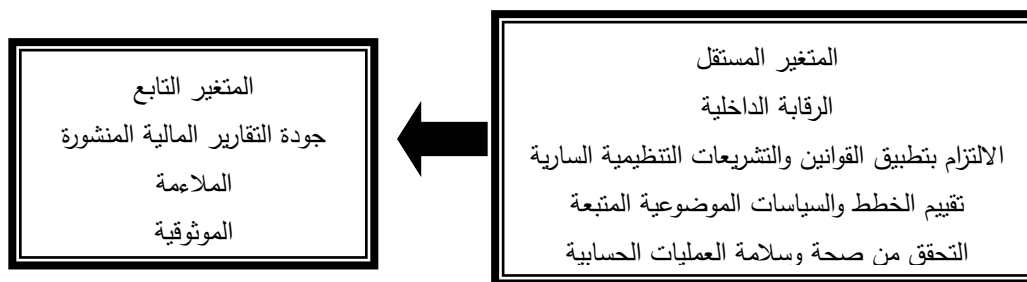 المتغير المستقل
الرقابة الداخلية
الالتزام بتطبيق القوانين والتشريعات التنظيمية السارية
تقييم الخطط والسياسات الموضوعية المتبعة
التحقق من صحة وسلامة العمليات الحسابية
المتغير التابع
جودة التقارير المالية المنشورة
الملاءمة
الموثوقية